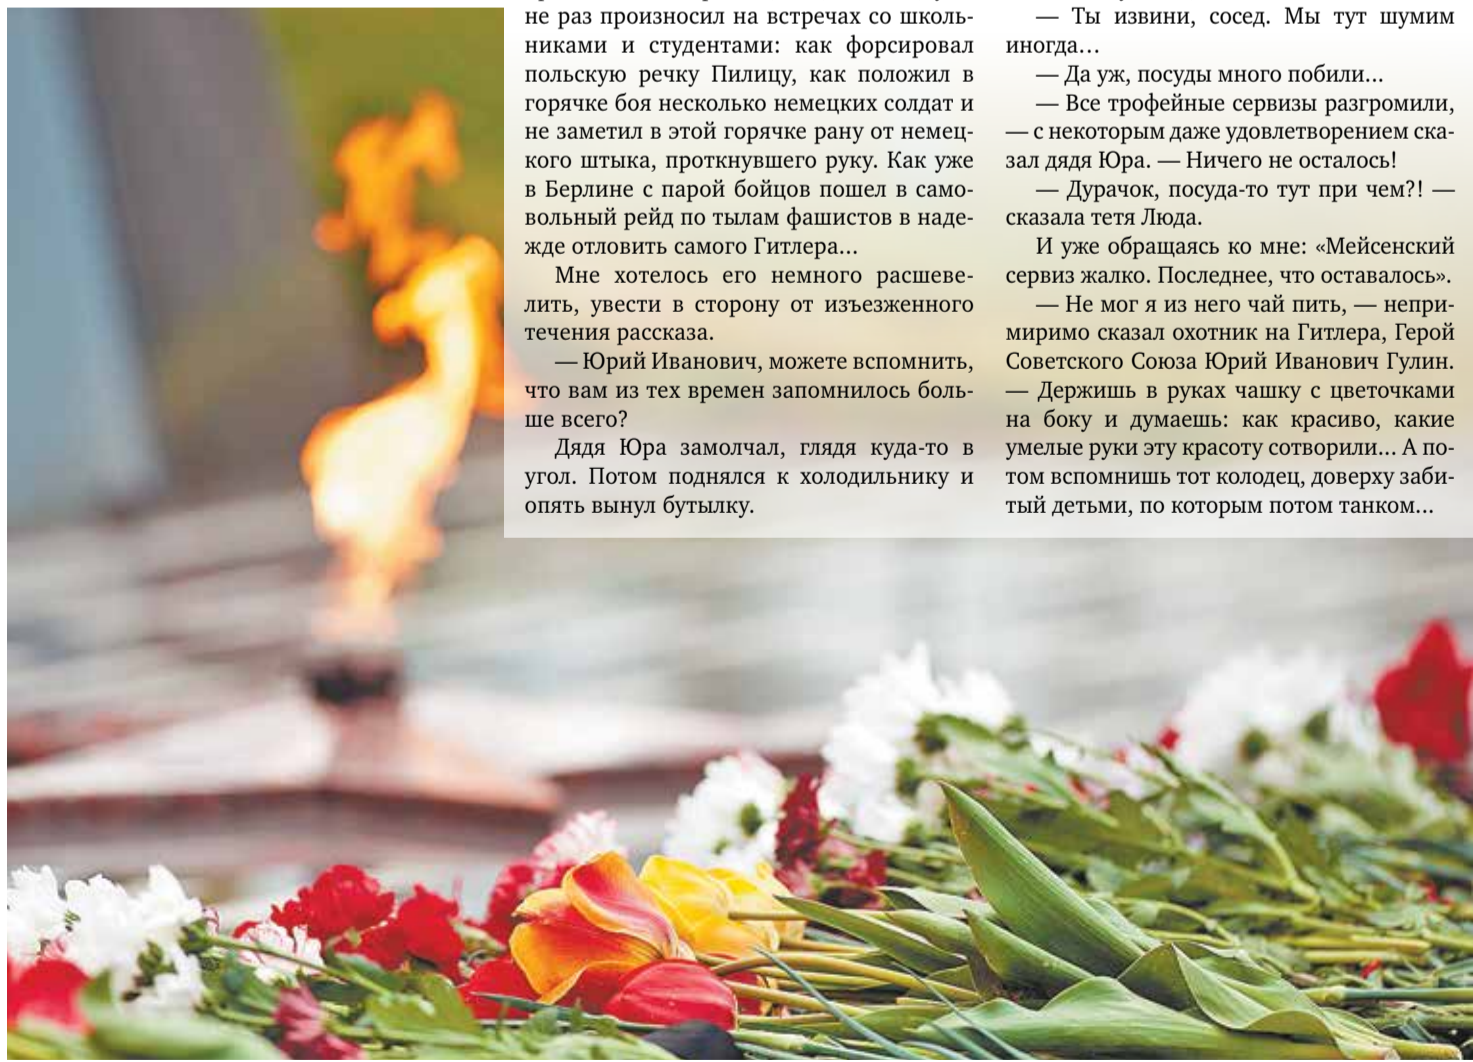 не раз произносил на встречах со школь-
никами и студентами: как форсировал
польскую речку Пилицу, как положил в
горячке боя несколько немецких солдат и
не заметил в этой горячке рану от немец-
кого штыка, проткнувшего руку. Как уже
в Берлине с парой бойцов пошел в само-
вольный рейд по тылам фашистов в наде-
жде отловить самого Гитлера...
Мне хотелось его немного расшеве-
лить, увести в сторону от изъезженного
течения рассказа.
— Юрий Иванович, можете вспомнить,
что вам из тех времен запомнилось боль-
ше всего?
Дядя Юра замолчал, глядя куда-то в
угол. Потом поднялся к холодильнику и
опять вынул бутылку.
— Ты извини, сосед. Мы тут шумим
иногда...
— Да уж, посуды много побили...
— Все трофейные сервизы разгромили,
— с некоторым даже удовлетворением ска-
зал дядя Юра. — Ничего не осталось!
— Дурачок, посуда-то тут при чем?! —
сказала тетя Люда.
И уже обращаясь ко мне: «Мейсенский
сервиз жалко. Последнее, что оставалось».
— Не мог я из него чай пить, — непри-
миримо сказал охотник на Гитлера, Герой
Советского Союза Юрий Иванович Гулин.
— Держишь в руках чашку с цветочками
на боку и думаешь: как красиво, какие
умелые руки эту красоту сотворили... А по-
том вспомнишь тот колодец, доверху заби-
тый детьми, по которым потом танком...